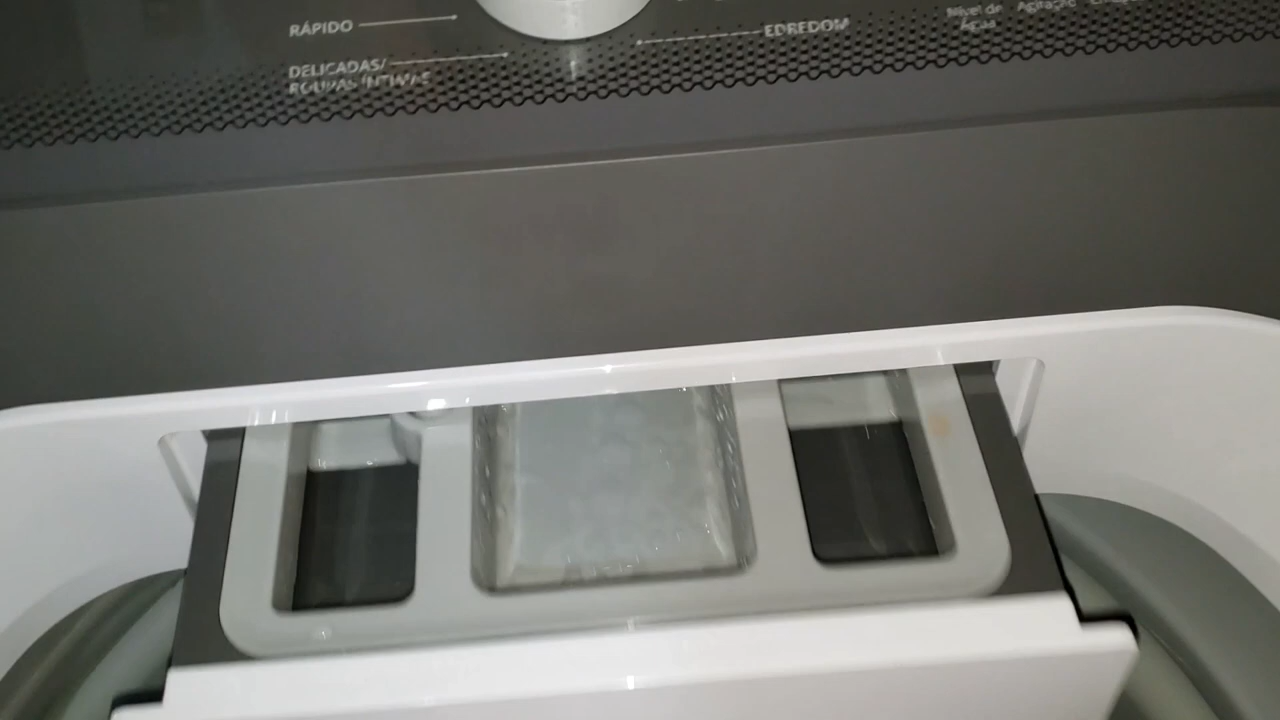 RÁPIDO
DELICADAS/
ROUPAS ÍNTIMAS
EDREDOM
Nível de
Água
Agitação